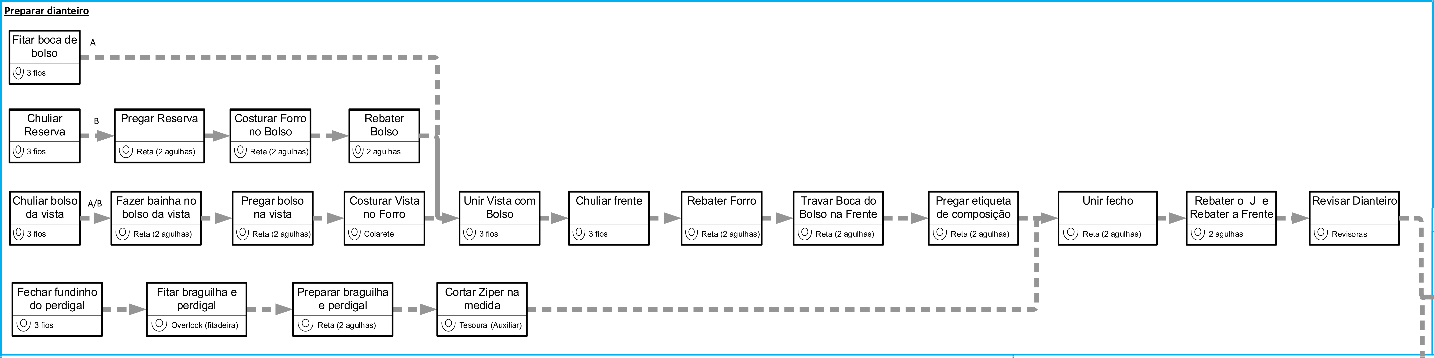 Preparar dianteiro
Fitar boca de
bolso
3 fios
A
Chuliar
Reserva
3 fios
B
Pregar Reserva
Reta (2 agulhas)
Costurar Forro
no Bolso
Reta (2 agulhas)
Rebater
Bolso
2 agulhas
Chuliar bolso
da vista
3 fios
A/B
Fazer bainha no
bolso da vista
Reta (2 agulhas)
Pregar bolso
na vista
Reta (2 agulhas)
Costurar Vista
no Forro
Colarete
Unir Vista com
Bolso
3 fios
Chuliar frente
3 fios
Rebater Forro
Reta (2 agulhas)
Travar Boca do
Bolso na Frente
Reta (2 agulhas)
Pregar etiqueta
de composição
Reta (2 agulhas)
Unir fecho
Reta (2 agulhas)
Rebater o J e
Rebater a Frente
2 agulhas
Revisar Dianteiro
Revisoras
Fechar fundinho
do perdigal
3 fios
Fitar braguilha e
perdigal
Overlock (fitadeira)
Preparar braguilha
e perdigal
Reta (2 agulhas)
Cortar Ziper na
medida
Tesoura (Auxiliar)